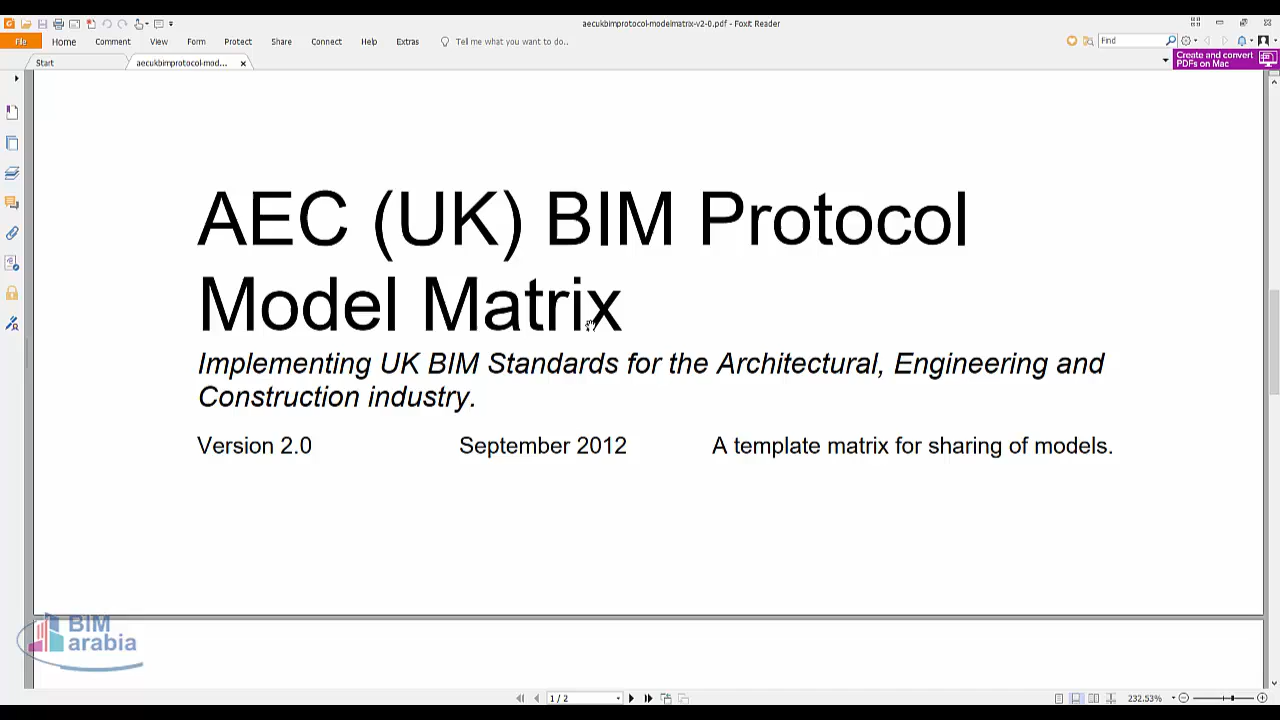 aecukbimprotocol-modelmatrix-v2-0.pdf - Foxit Reader
File Home Comment View Form Protect Share Connect Help Extras Tell me what you want to do.. Find
Create and convert
PDFs on Mac
Start aecukbimprotocol-mod...
AEC (UK) BIM Protocol
Model Matrix
Implementing UK BIM Standards for the Architectural, Engineering and
Construction industry.
Version 2.0 September 2012 A template matrix for sharing of models.
BIM
arabia
1 / 2 232.53%